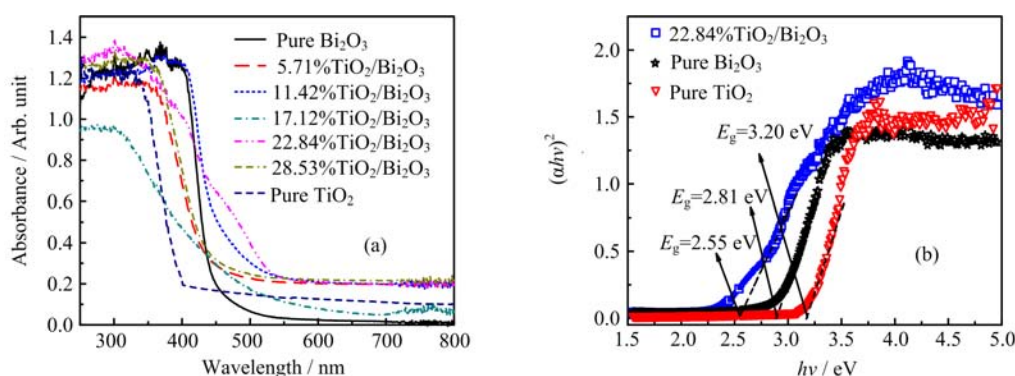 Absorbance / Arb. unit
1.4
1.2
1.0
0.8
0.6
0.4
0.2
0.0
300 400 500 600 700 800
Wavelength / nm
Pure Bi₂O₃
5.71%TiO₂/Bi₂O₃
11.42%TiO₂/Bi₂O₃
17.12%TiO₂/Bi₂O₃
22.84%TiO₂/Bi₂O₃
28.53%TiO₂/Bi₂O₃
Pure TiO₂
(a)
(αhν)²
2.0
1.5
1.0
0.5
0.0
1.5 2.0 2.5 3.0 3.5 4.0 4.5 5.0
hν / eV
22.84%TiO₂/Bi₂O₃
Pure Bi₂O₃
Pure TiO₂
Eg=3.20 eV
Eg=2.81 eV
Eg=2.55 eV
(b)